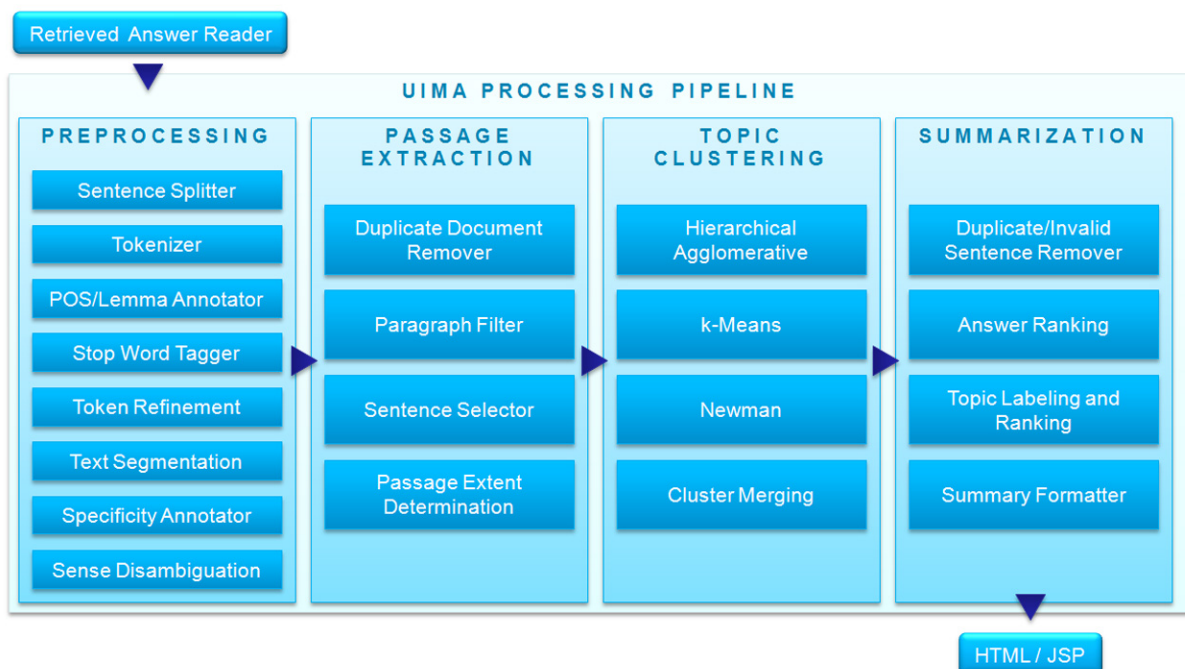 Retrieved Answer Reader
UIMA PROCESSING PIPELINE
PREPROCESSING
Sentence Splitter
Tokenizer
POS/Lemma Annotator
Stop Word Tagger
Token Refinement
Text Segmentation
Specificity Annotator
Sense Disambiguation
PASSAGE
EXTRACTION
Duplicate Document
Remover
Paragraph Filter
Sentence Selector
Passage Extent
Determination
TOPIC
CLUSTERING
Hierarchical
Agglomerative
k-Means
Newman
Cluster Merging
SUMMARIZATION
Duplicate/Invalid
Sentence Remover
Answer Ranking
Topic Labeling and
Ranking
Summary Formatter
HTML / JSP